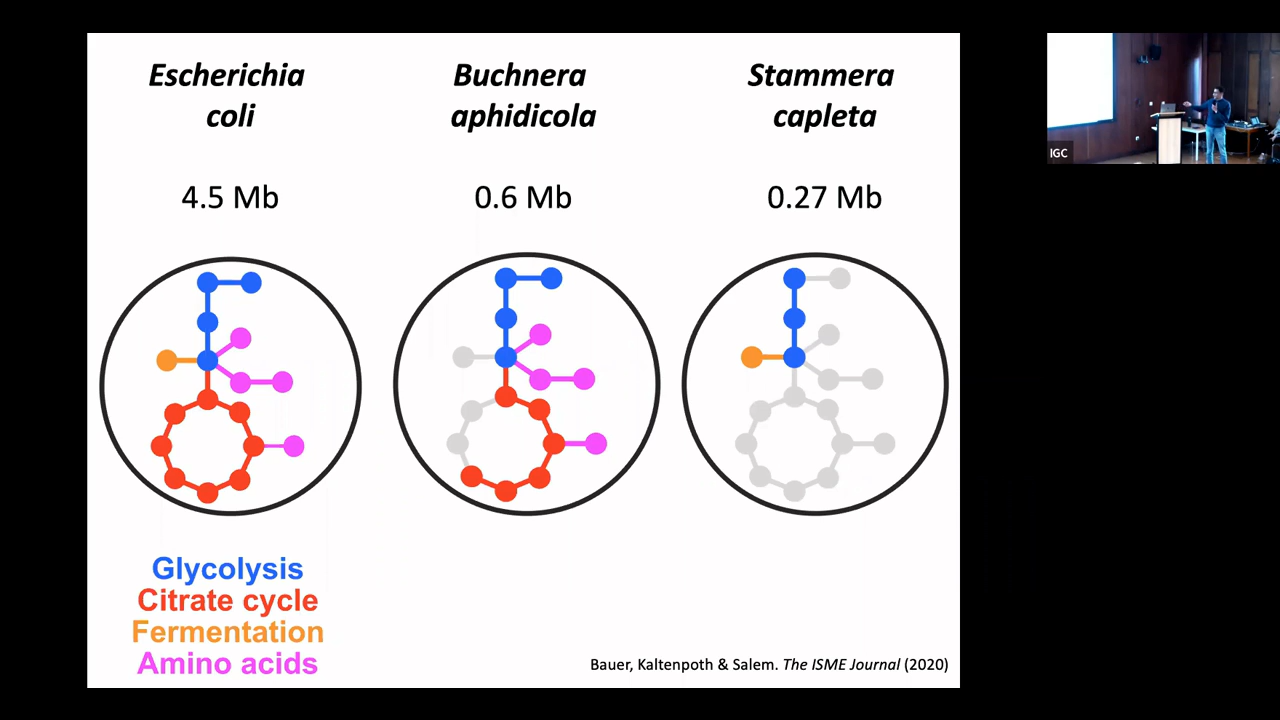 Escherichia
coli
Buchnera
aphidicola
Stammera
capleta
4.5 Mb
0.6 Mb
0.27 Mb
Glycolysis
Citrate cycle
Fermentation
Amino acids
Bauer, Kaltenpoth & Salem. The ISME Journal (2020)
IGC